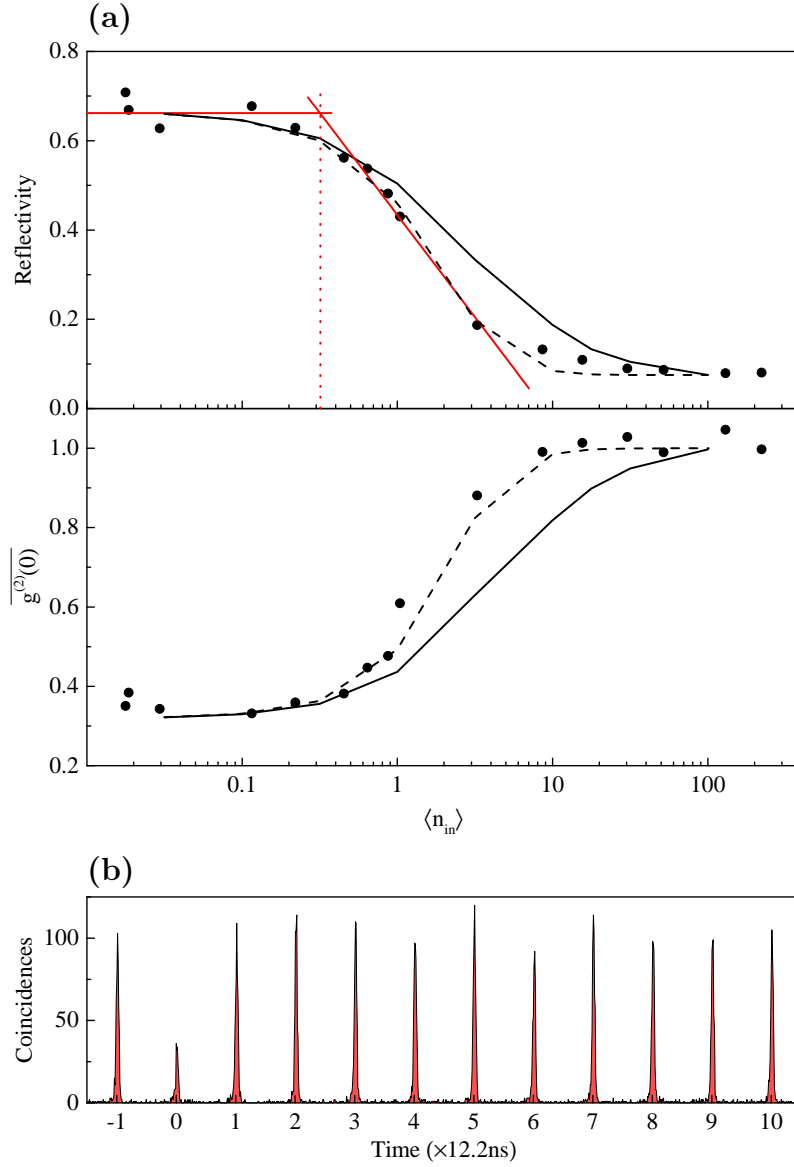 (a)
0.8
0.6
0.4
0.2
0.0
Reflectivity
1.0
0.8
0.6
0.4
0.2
g⁽²⁾(0)
0.1 1 10 100
⟨n_in⟩
(b)
100
50
0
Coincidences
-1 0 1 2 3 4 5 6 7 8 9 10
Time (×12.2ns)